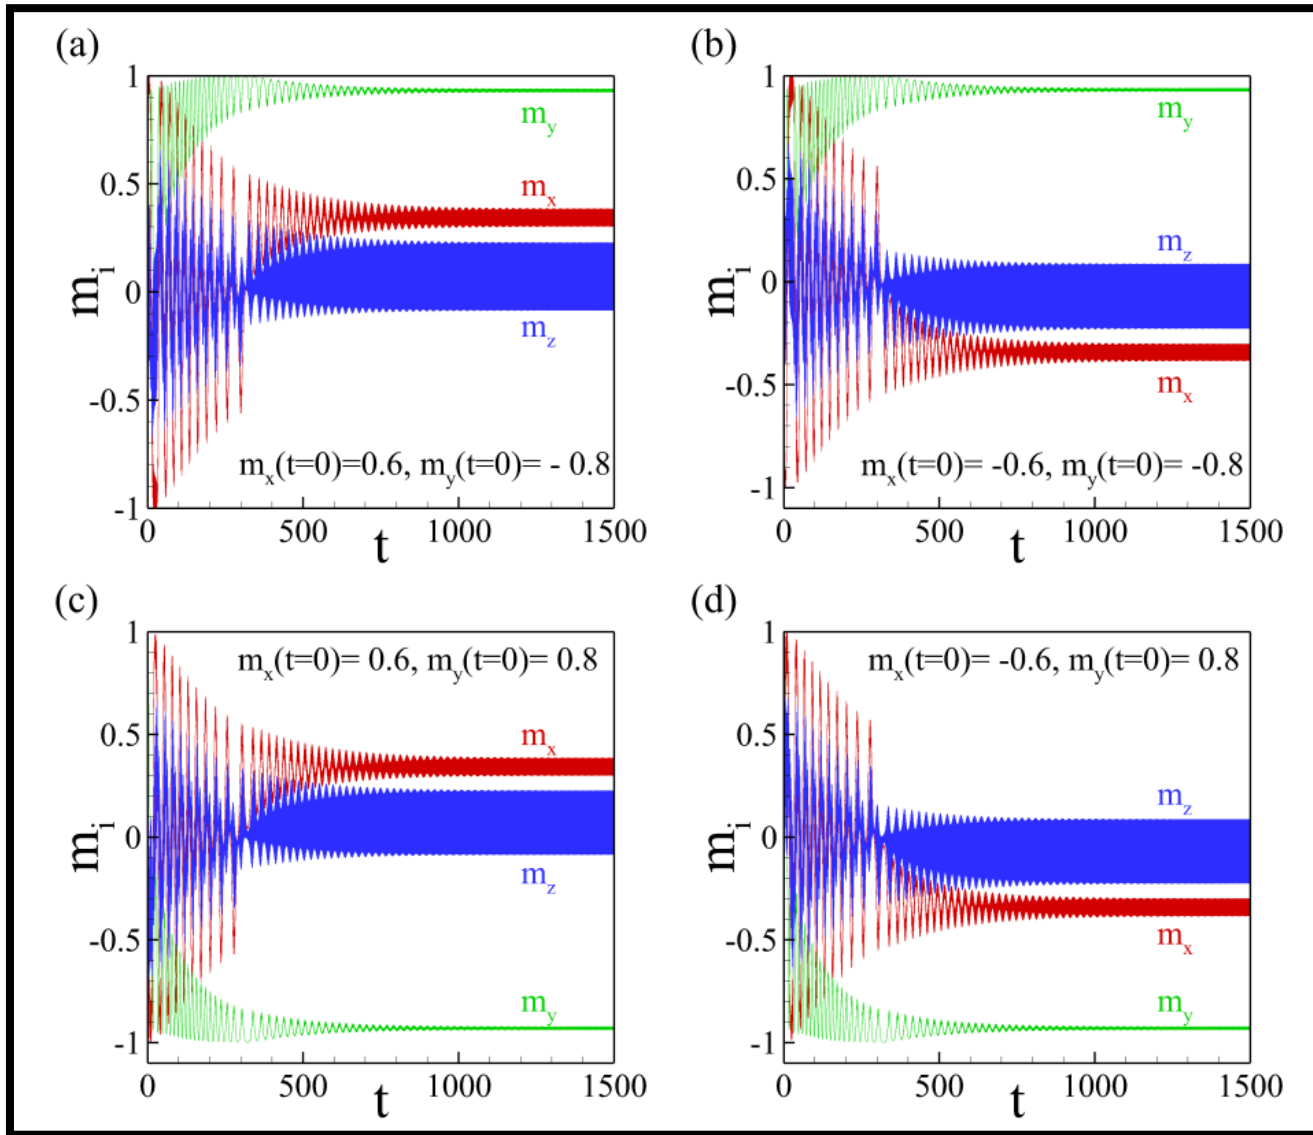 (a)
1
0.5
0
-0.5
-1
m_i
m_y
m_x
m_z
m_x(t=0)=0.6, m_y(t=0)= - 0.8
0 500 1000 1500
t
(b)
1
0.5
0
-0.5
-1
m_i
m_y
m_z
m_x
m_x(t=0)= -0.6, m_y(t=0)= -0.8
0 500 1000 1500
t
(c)
1
0.5
0
-0.5
-1
m_i
m_x(t=0)= 0.6, m_y(t=0)= 0.8
m_x
m_z
m_y
0 500 1000 1500
t
(d)
1
0.5
0
-0.5
-1
m_i
m_x(t=0)= -0.6, m_y(t=0)= 0.8
m_z
m_x
m_y
0 500 1000 1500
t